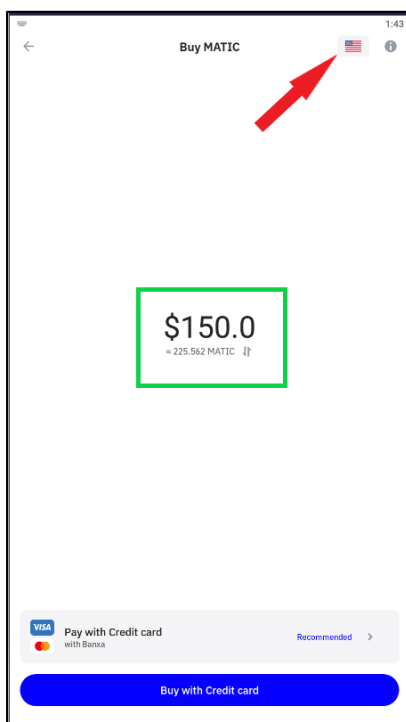 1:43
Buy MATIC
$150.0
≈ 225.562 MATIC
VISA
Pay with Credit card
with Banxa
Recommended
Buy with Credit card